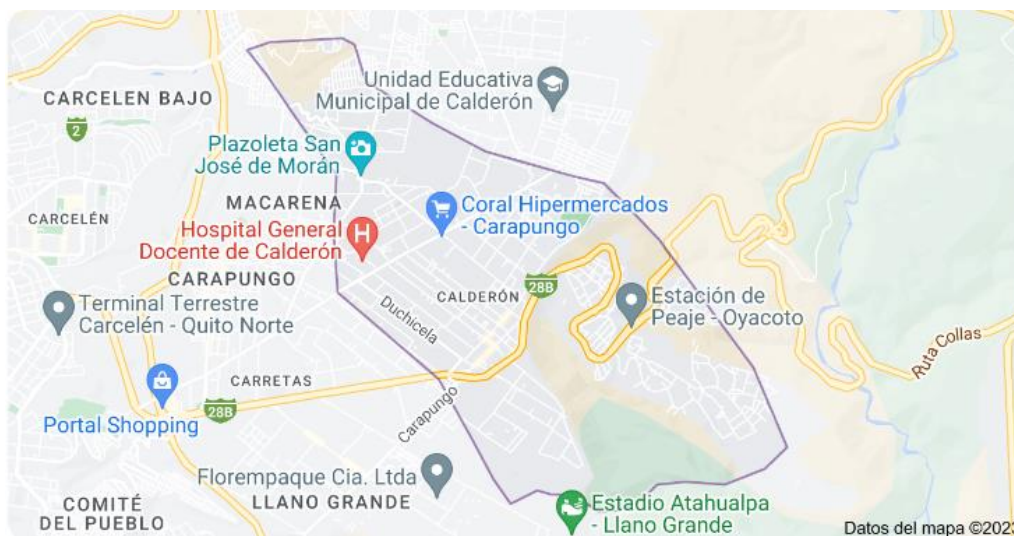 Unidad Educativa
Municipal de Calderón
CARCELEN BAJO
2
Plazoleta San
José de Morán
MACARENA
CARCELÉN
Coral Hipermercados
- Carapungo
Hospital General
Docente de Calderón
CARAPUNGO
CALDERÓN
28B
Terminal Terrestre
Carcelén - Quito Norte
Duchicela
Estación de
Peaje - Oyacoto
Ruta Collas
CARRETAS
28B
Carapungo
Portal Shopping
Florempaque Cia. Ltda
LLANO GRANDE
COMITÉ
DEL PUEBLO
Estadio Atahualpa
- Llano Grande
Datos del mapa ©2023